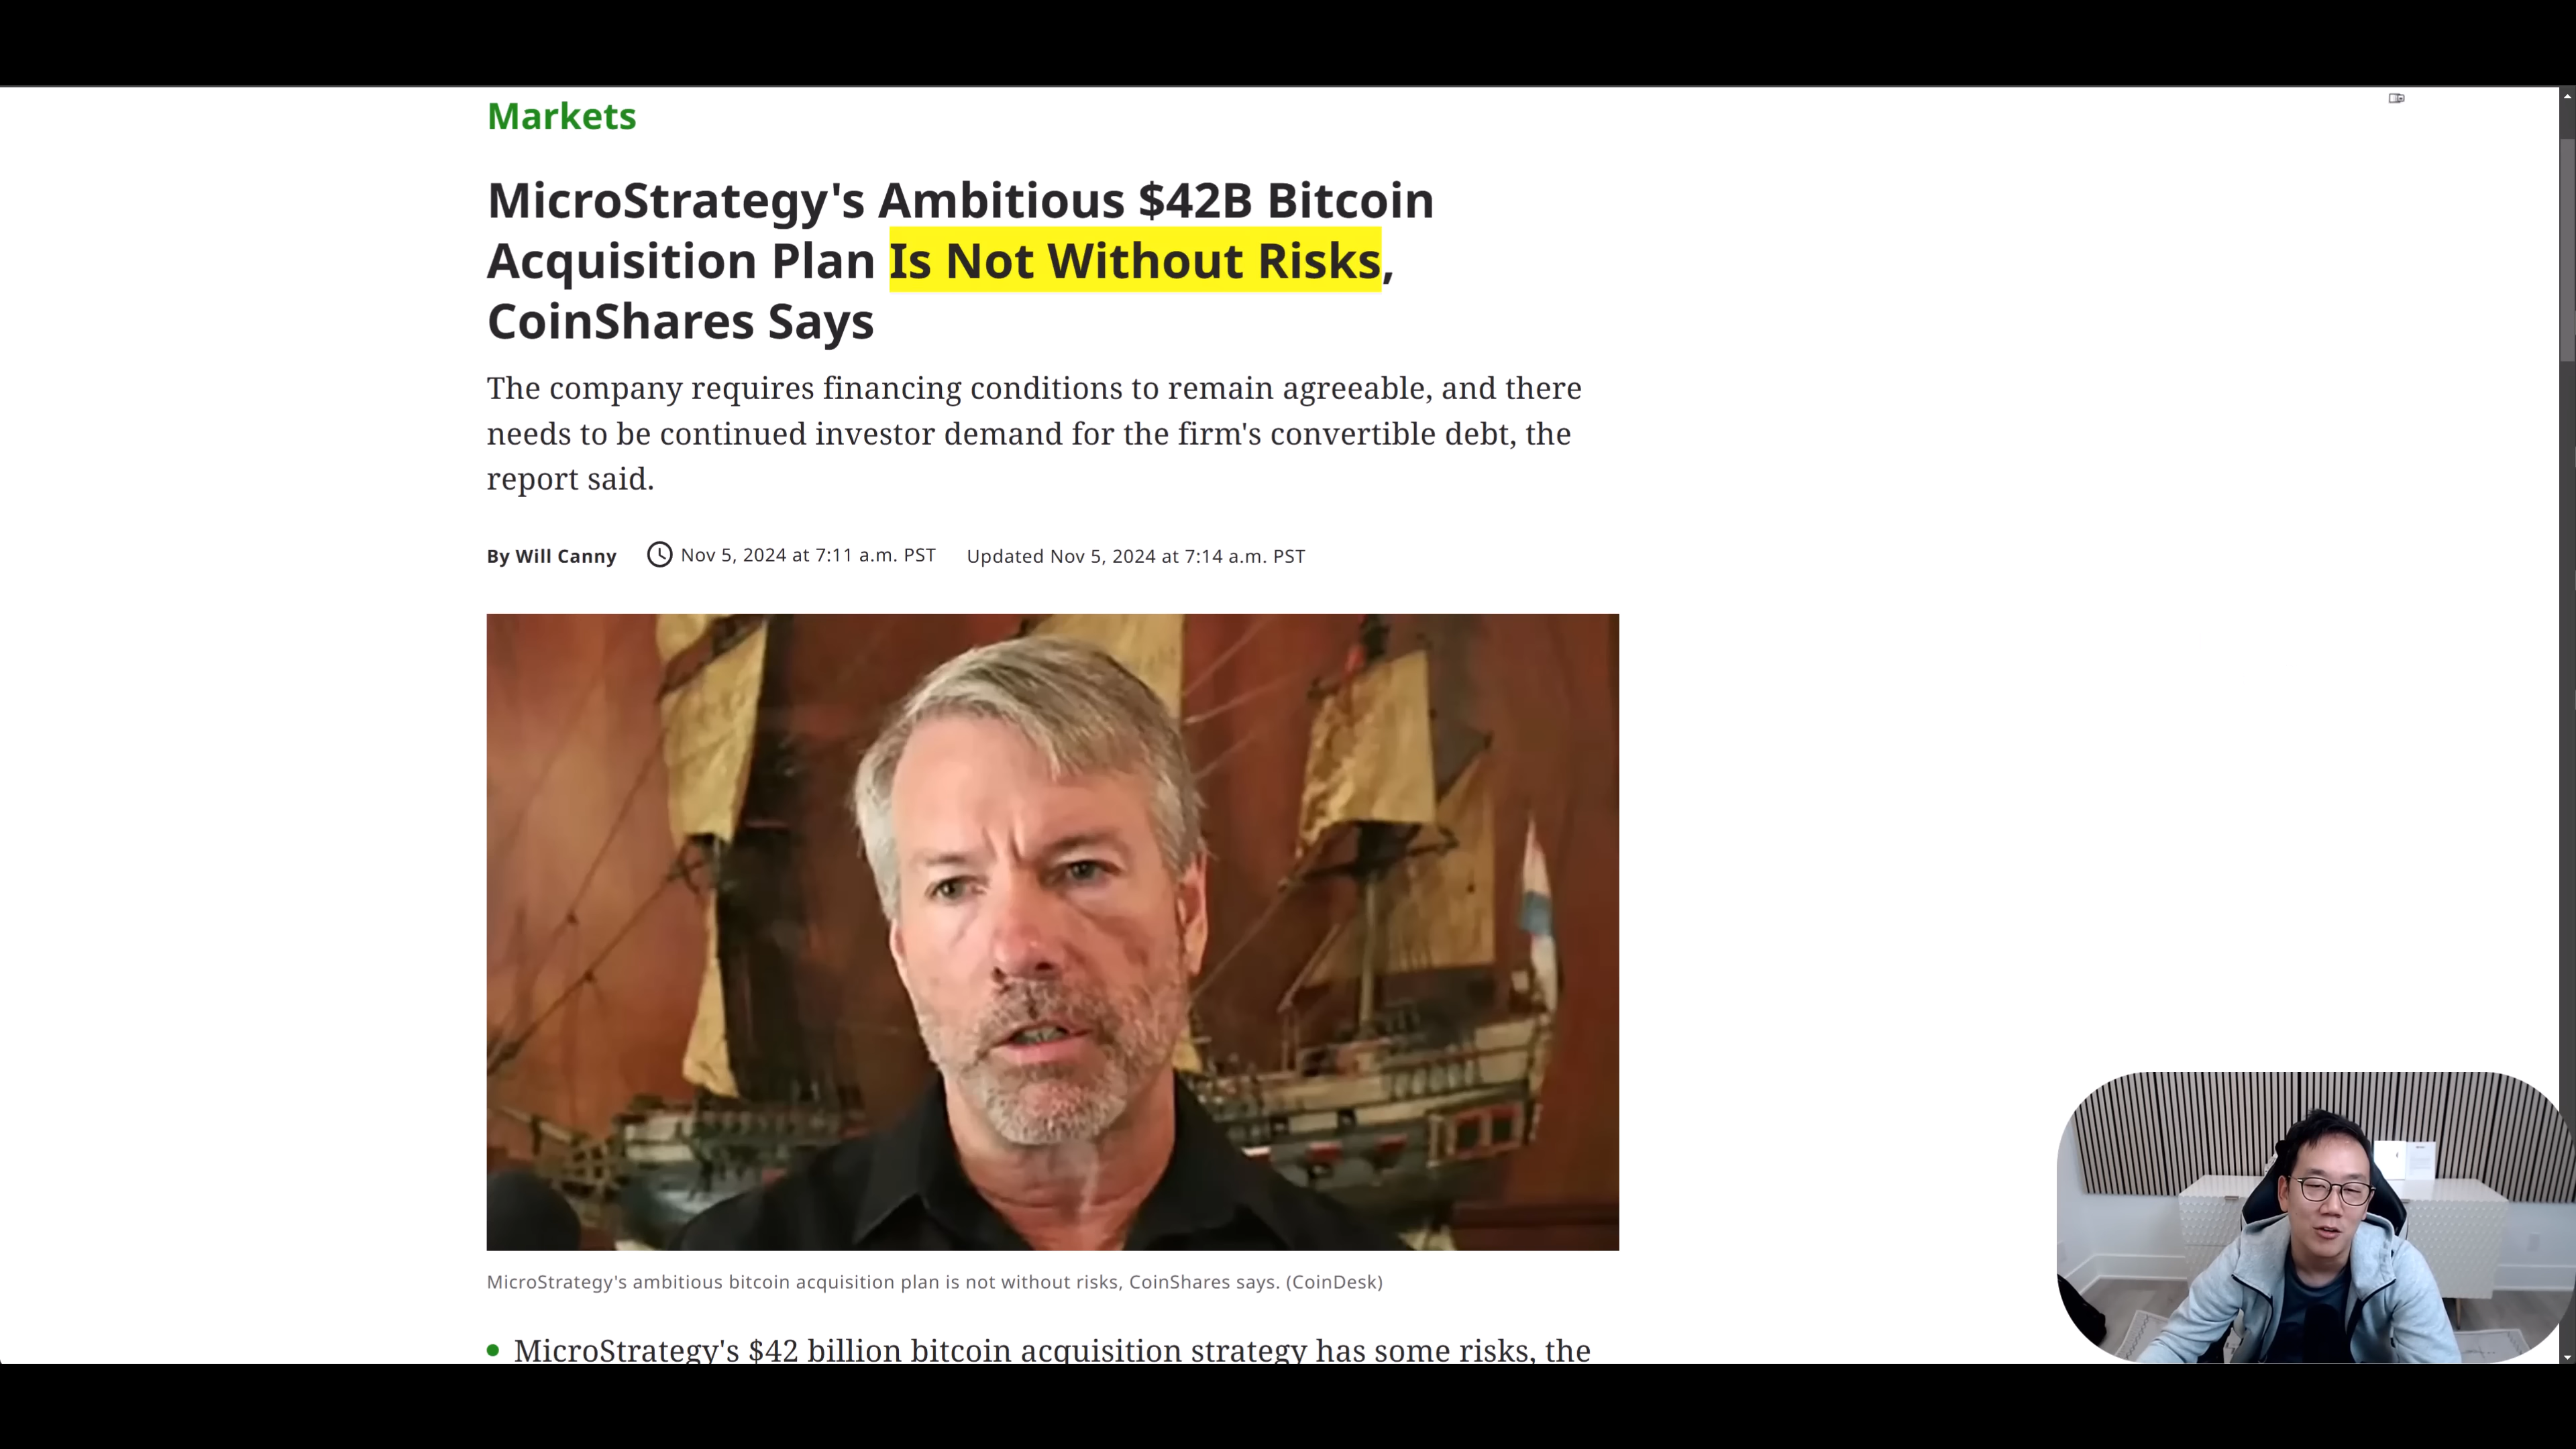 Markets
MicroStrategy's Ambitious $42B Bitcoin
Acquisition Plan Is Not Without Risks,
CoinShares Says
The company requires financing conditions to remain agreeable, and there
needs to be continued investor demand for the firm's convertible debt, the
report said.
By Will Canny Nov 5, 2024 at 7:11 a.m. PST Updated Nov 5, 2024 at 7:14 a.m. PST
MicroStrategy's ambitious bitcoin acquisition plan is not without risks, CoinShares says. (CoinDesk)
MicroStrategy's $42 billion bitcoin acquisition strategy has some risks, the